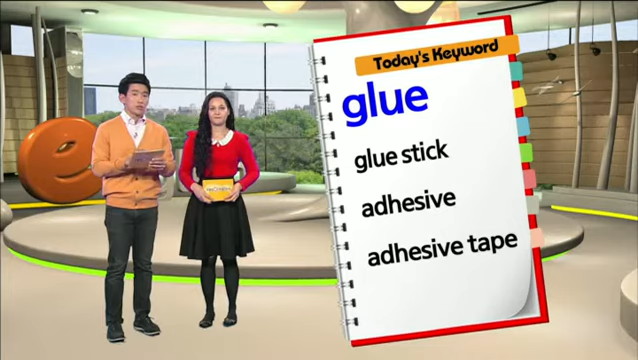 Today's Keyword
glue
glue stick
adhesive
adhesive tape
e